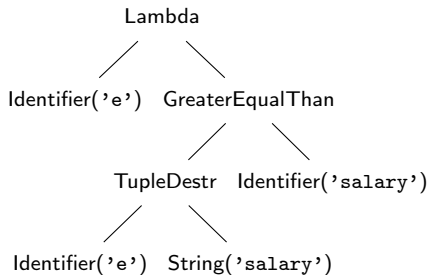 Lambda
Identifier('e') GreaterEqualThan
TupleDestr Identifier('salary')
Identifier('e') String('salary')